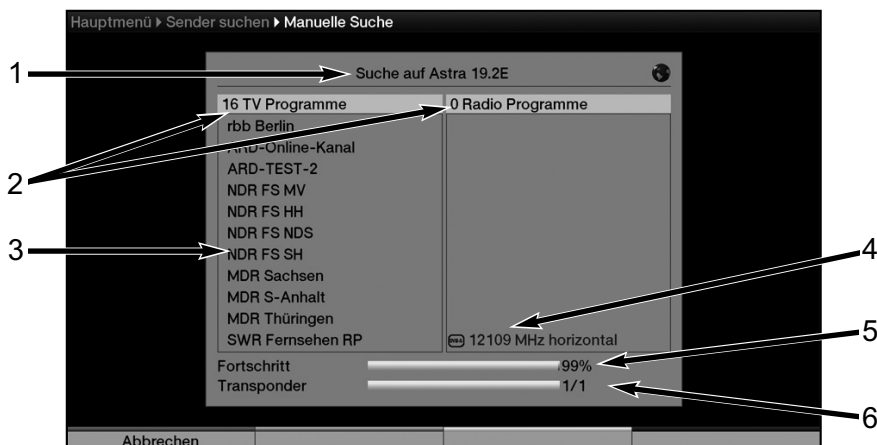 Hauptmenü ▸ Sender suchen ▸ Manuelle Suche
1
Suche auf Astra 19.2E
16 TV Programme
0 Radio Programme
rbb Berlin
ARD-Online-Kanal
2
ARD-TEST-2
NDR FS MV
NDR FS HH
NDR FS NDS
3
NDR FS SH
4
MDR Sachsen
MDR S-Anhalt
MDR Thüringen
SWR Fernsehen RP
12109 MHz horizontal
5
Fortschritt 99%
Transponder 1/1
6
Abbrechen